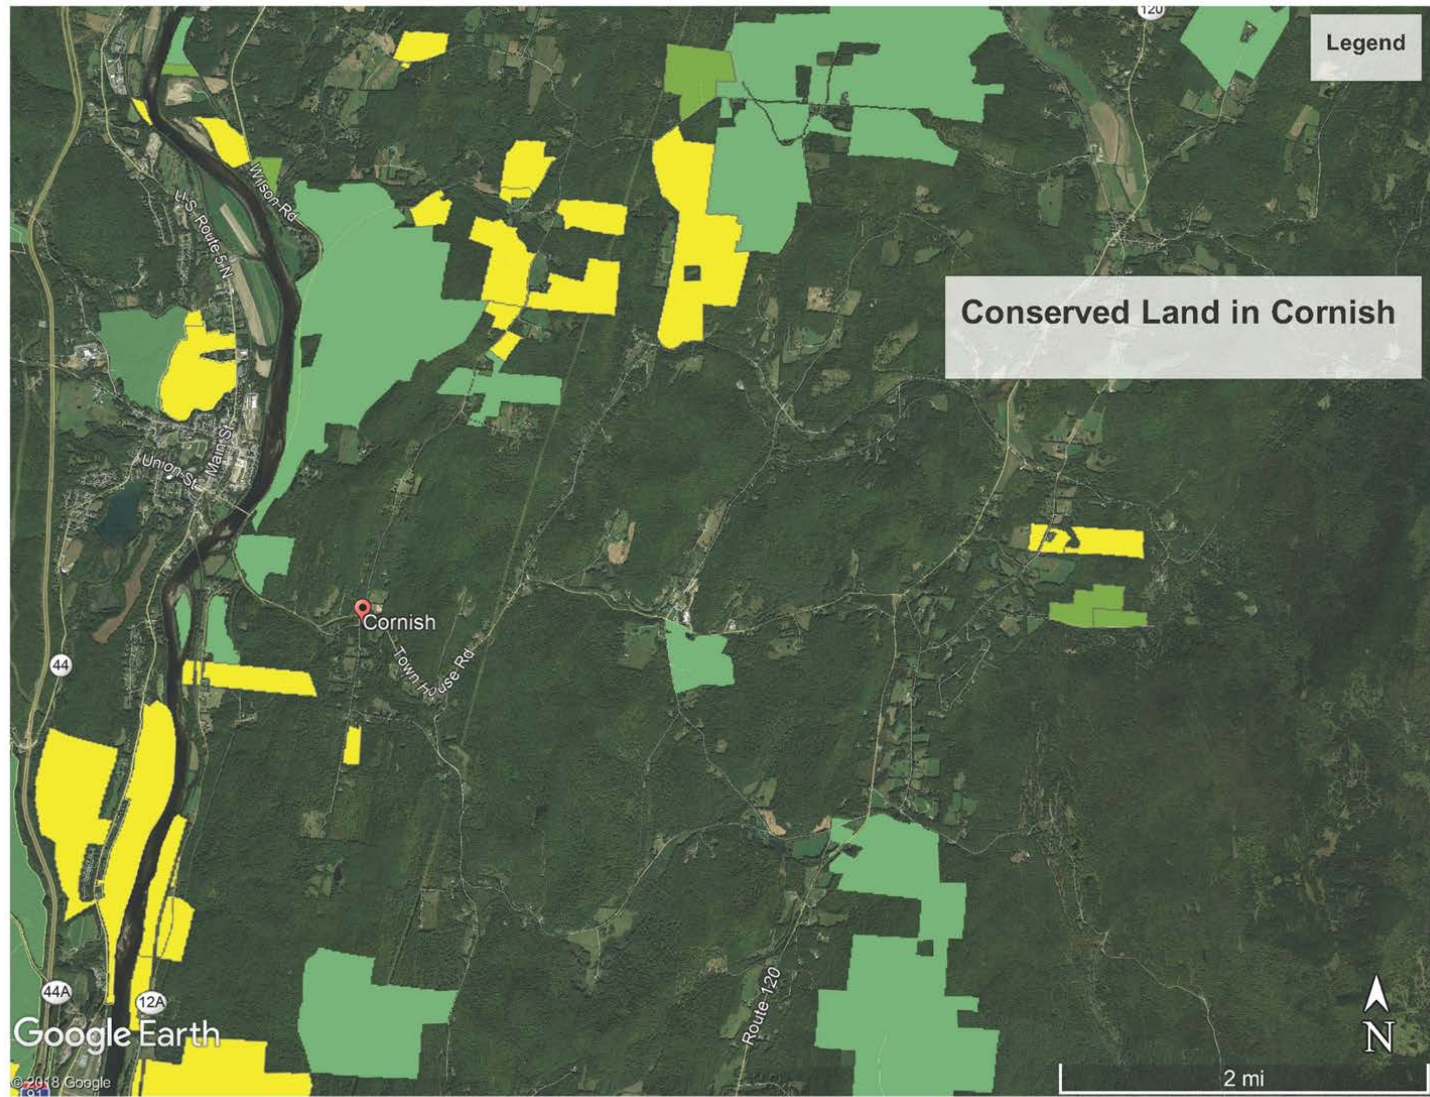 120
Legend
Wilson Rd
U.S. Route 5 N
Conserved Land in Cornish
Main St
Union St
Cornish
Town House Rd
44
Route 120
44A
12A
N
Google Earth
2 mi
© 2018 Google
91